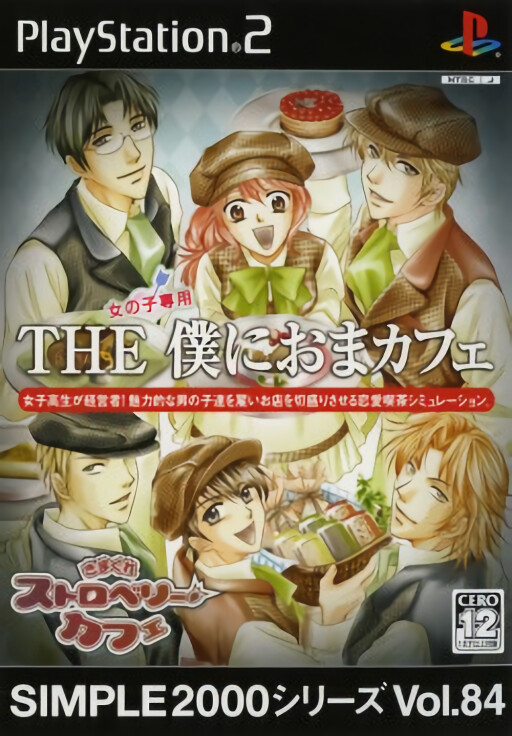 PlayStation.2
NTSC J
女の子専用
THE 僕におまカフェ
女子高生が経営者!魅力的な男の子達を雇いお店を切盛りさせる恋愛喫茶シミュレーション。
きまぐれ
ストロベリー
カフェ
CERO
12
SIMPLE2000シリーズ Vol.84